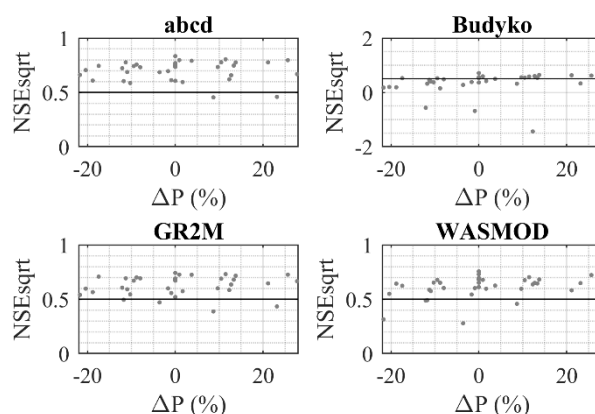 abcd
NSEsqrt
1
0.5
0
-20 0 20
ΔP (%)
Budyko
NSEsqrt
2
0
-2
-20 0 20
ΔP (%)
GR2M
NSEsqrt
1
0.5
0
-20 0 20
ΔP (%)
WASMOD
NSEsqrt
1
0.5
0
-20 0 20
ΔP (%)